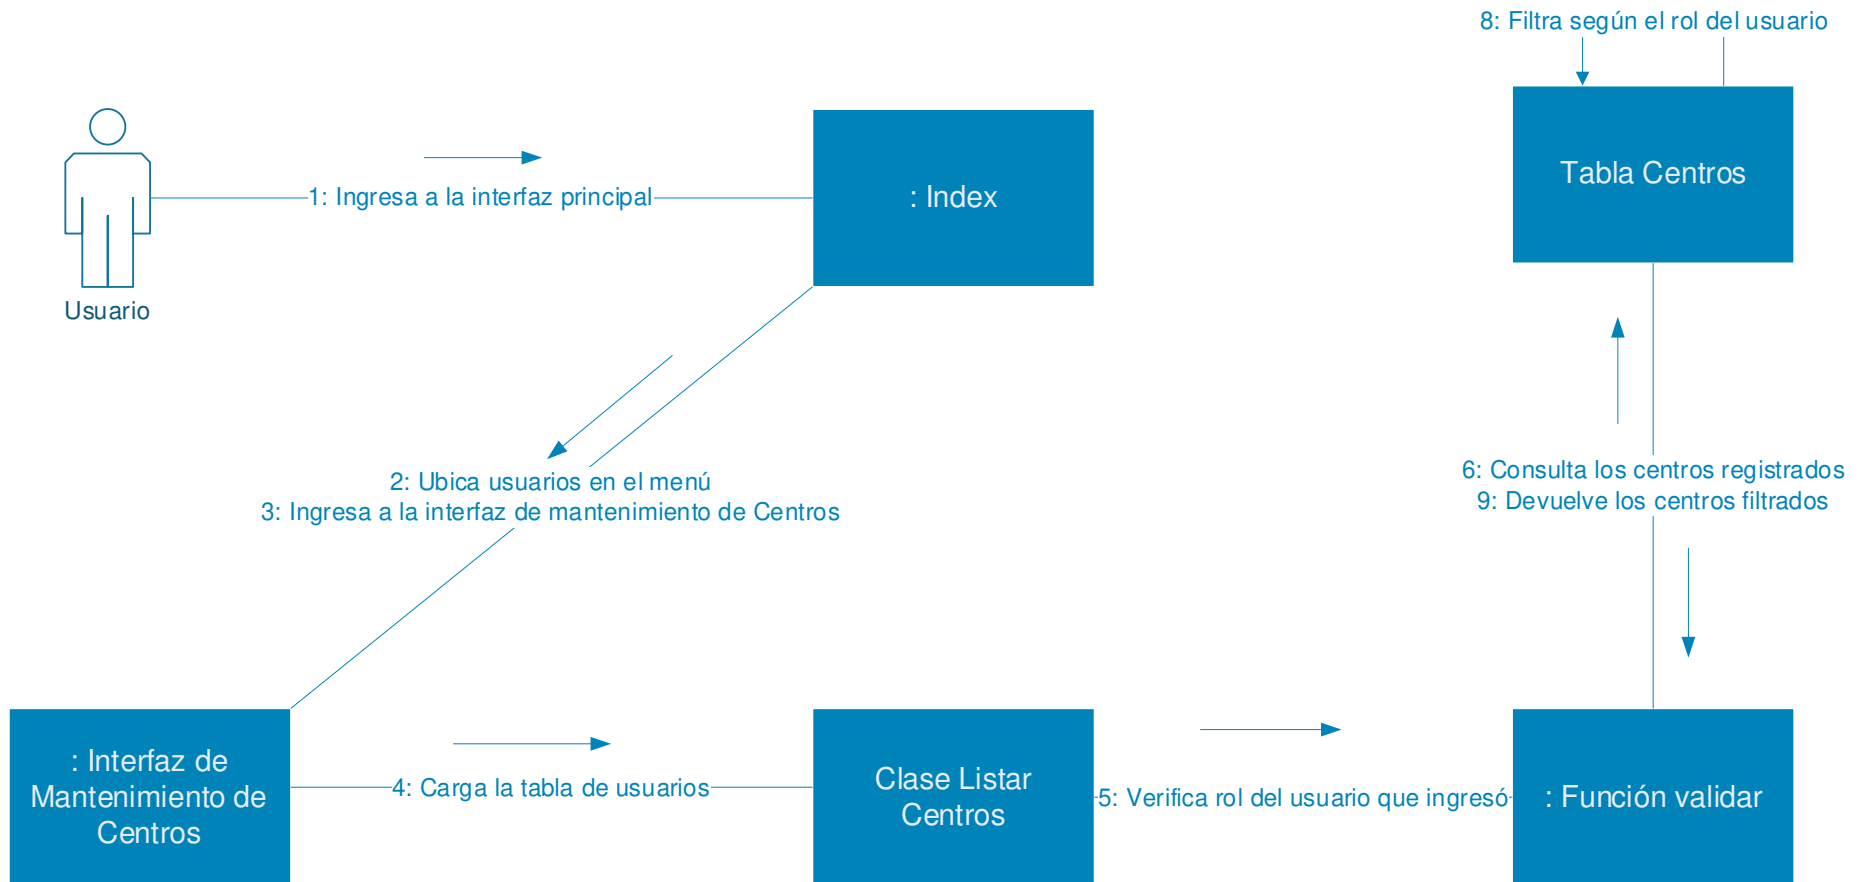 8: Filtra según el rol del usuario
Usuario
1: Ingresa a la interfaz principal
: Index
Tabla Centros
2: Ubica usuarios en el menú
3: Ingresa a la interfaz de mantenimiento de Centros
6: Consulta los centros registrados
9: Devuelve los centros filtrados
: Interfaz de
Mantenimiento de
Centros
4: Carga la tabla de usuarios
Clase Listar
Centros
5: Verifica rol del usuario que ingresó
: Función validar